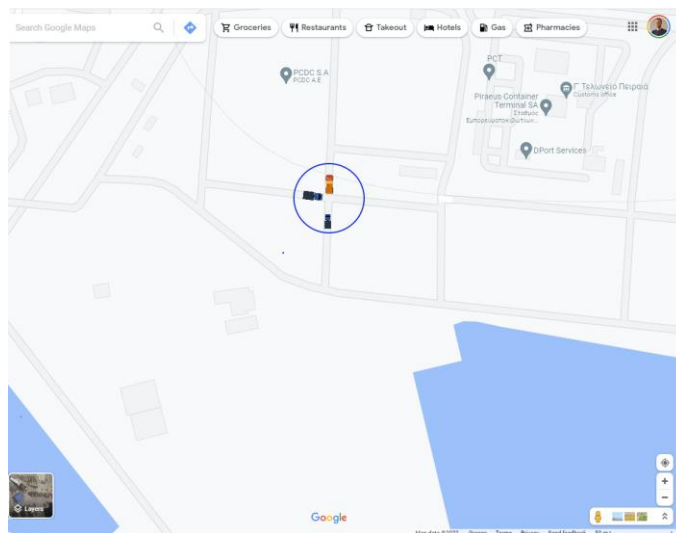 Search Google Maps
Groceries
Restaurants
Takeout
Hotels
Gas
Pharmacies
PCDC S.A
PCDC A.E
PCT
Γ' Τελωνείο Πειραιά
Customs office
Piraeus Container
Terminal SA
Σταθμός
DPort Services
Layers
Google